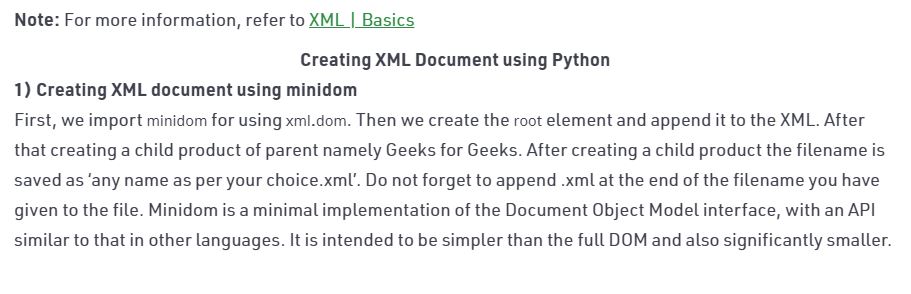 Note: For more information, refer to XML | Basics
Creating XML Document using Python
1) Creating XML document using minidom
First, we import minidom for using xml.dom. Then we create the root element and append it to the XML. After
that creating a child product of parent namely Geeks for Geeks. After creating a child product the filename is
saved as ‘any name as per your choice.xml’. Do not forget to append .xml at the end of the filename you have
given to the file. Minidom is a minimal implementation of the Document Object Model interface, with an API
similar to that in other languages. It is intended to be simpler than the full DOM and also significantly smaller.